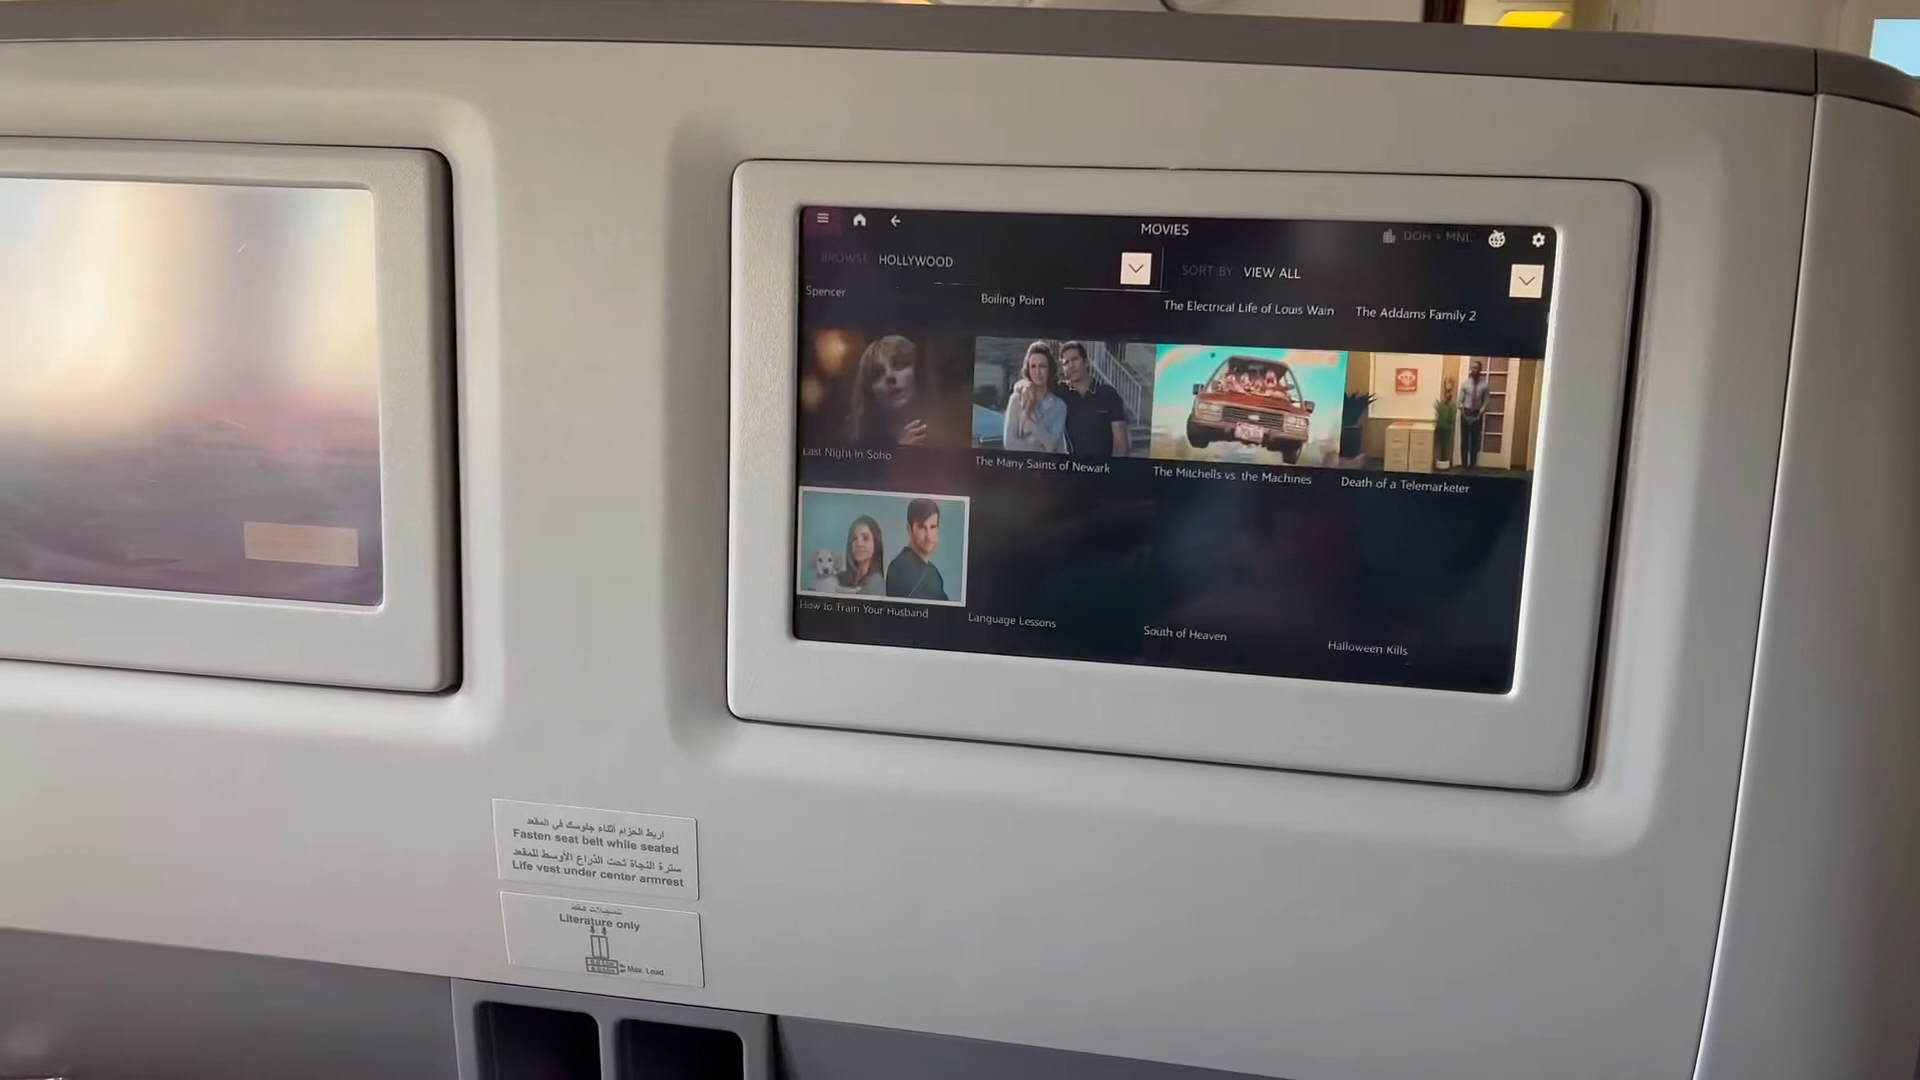 MOVIES
DOH MNL
BROWSE HOLLYWOOD
SORT BY VIEW ALL
Spencer
Boiling Point
The Electrical Life of Louis Wain
The Addams Family 2
Last Night in Soho
The Many Saints of Newark
The Mitchells vs. the Machines
Death of a Telemarketer
How to Train Your Husband
Language Lessons
South of Heaven
Halloween Kills
اربط الحزام أثناء جلوسك في المقعد
Fasten seat belt while seated
سترة النجاة تحت الذراع الأوسط للمقعد
Life vest under center armrest
Literature only
Max. Load